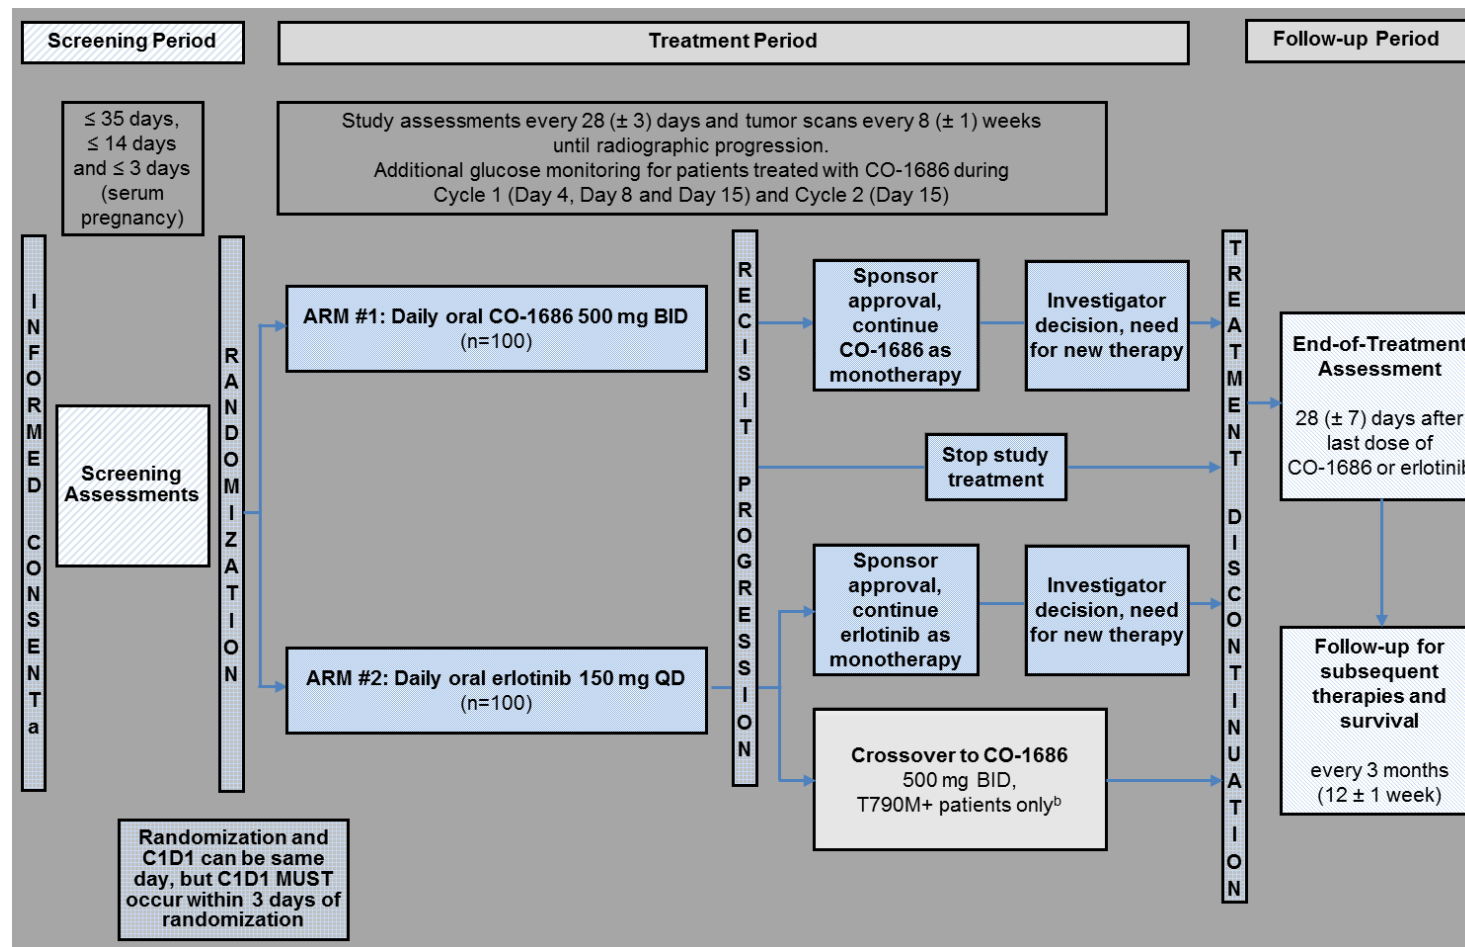 Screening Period
Treatment Period
Follow-up Period
≤ 35 days,
≤ 14 days
and ≤ 3 days
(serum
pregnancy)
Study assessments every 28 (± 3) days and tumor scans every 8 (± 1) weeks
until radiographic progression.
Additional glucose monitoring for patients treated with CO-1686 during
Cycle 1 (Day 4, Day 8 and Day 15) and Cycle 2 (Day 15)
INFORMED CONSENTa
Screening
Assessments
RANDOMIZATION
ARM #1: Daily oral CO-1686 500 mg BID
(n=100)
ARM #2: Daily oral erlotinib 150 mg QD
(n=100)
RECISIT PROGRESSION
Sponsor
approval,
continue
CO-1686 as
monotherapy
Investigator
decision, need
for new therapy
Stop study
treatment
Sponsor
approval,
continue
erlotinib as
monotherapy
Investigator
decision, need
for new therapy
Crossover to CO-1686
500 mg BID,
T790M+ patients onlyᵇ
TREATMENT DISCONTINUATION
End-of-Treatment
Assessment
28 (± 7) days after
last dose of
CO-1686 or erlotinib
Follow-up for
subsequent
therapies and
survival
every 3 months
(12 ± 1 week)
Randomization and
C1D1 can be same
day, but C1D1 MUST
occur within 3 days of
randomization